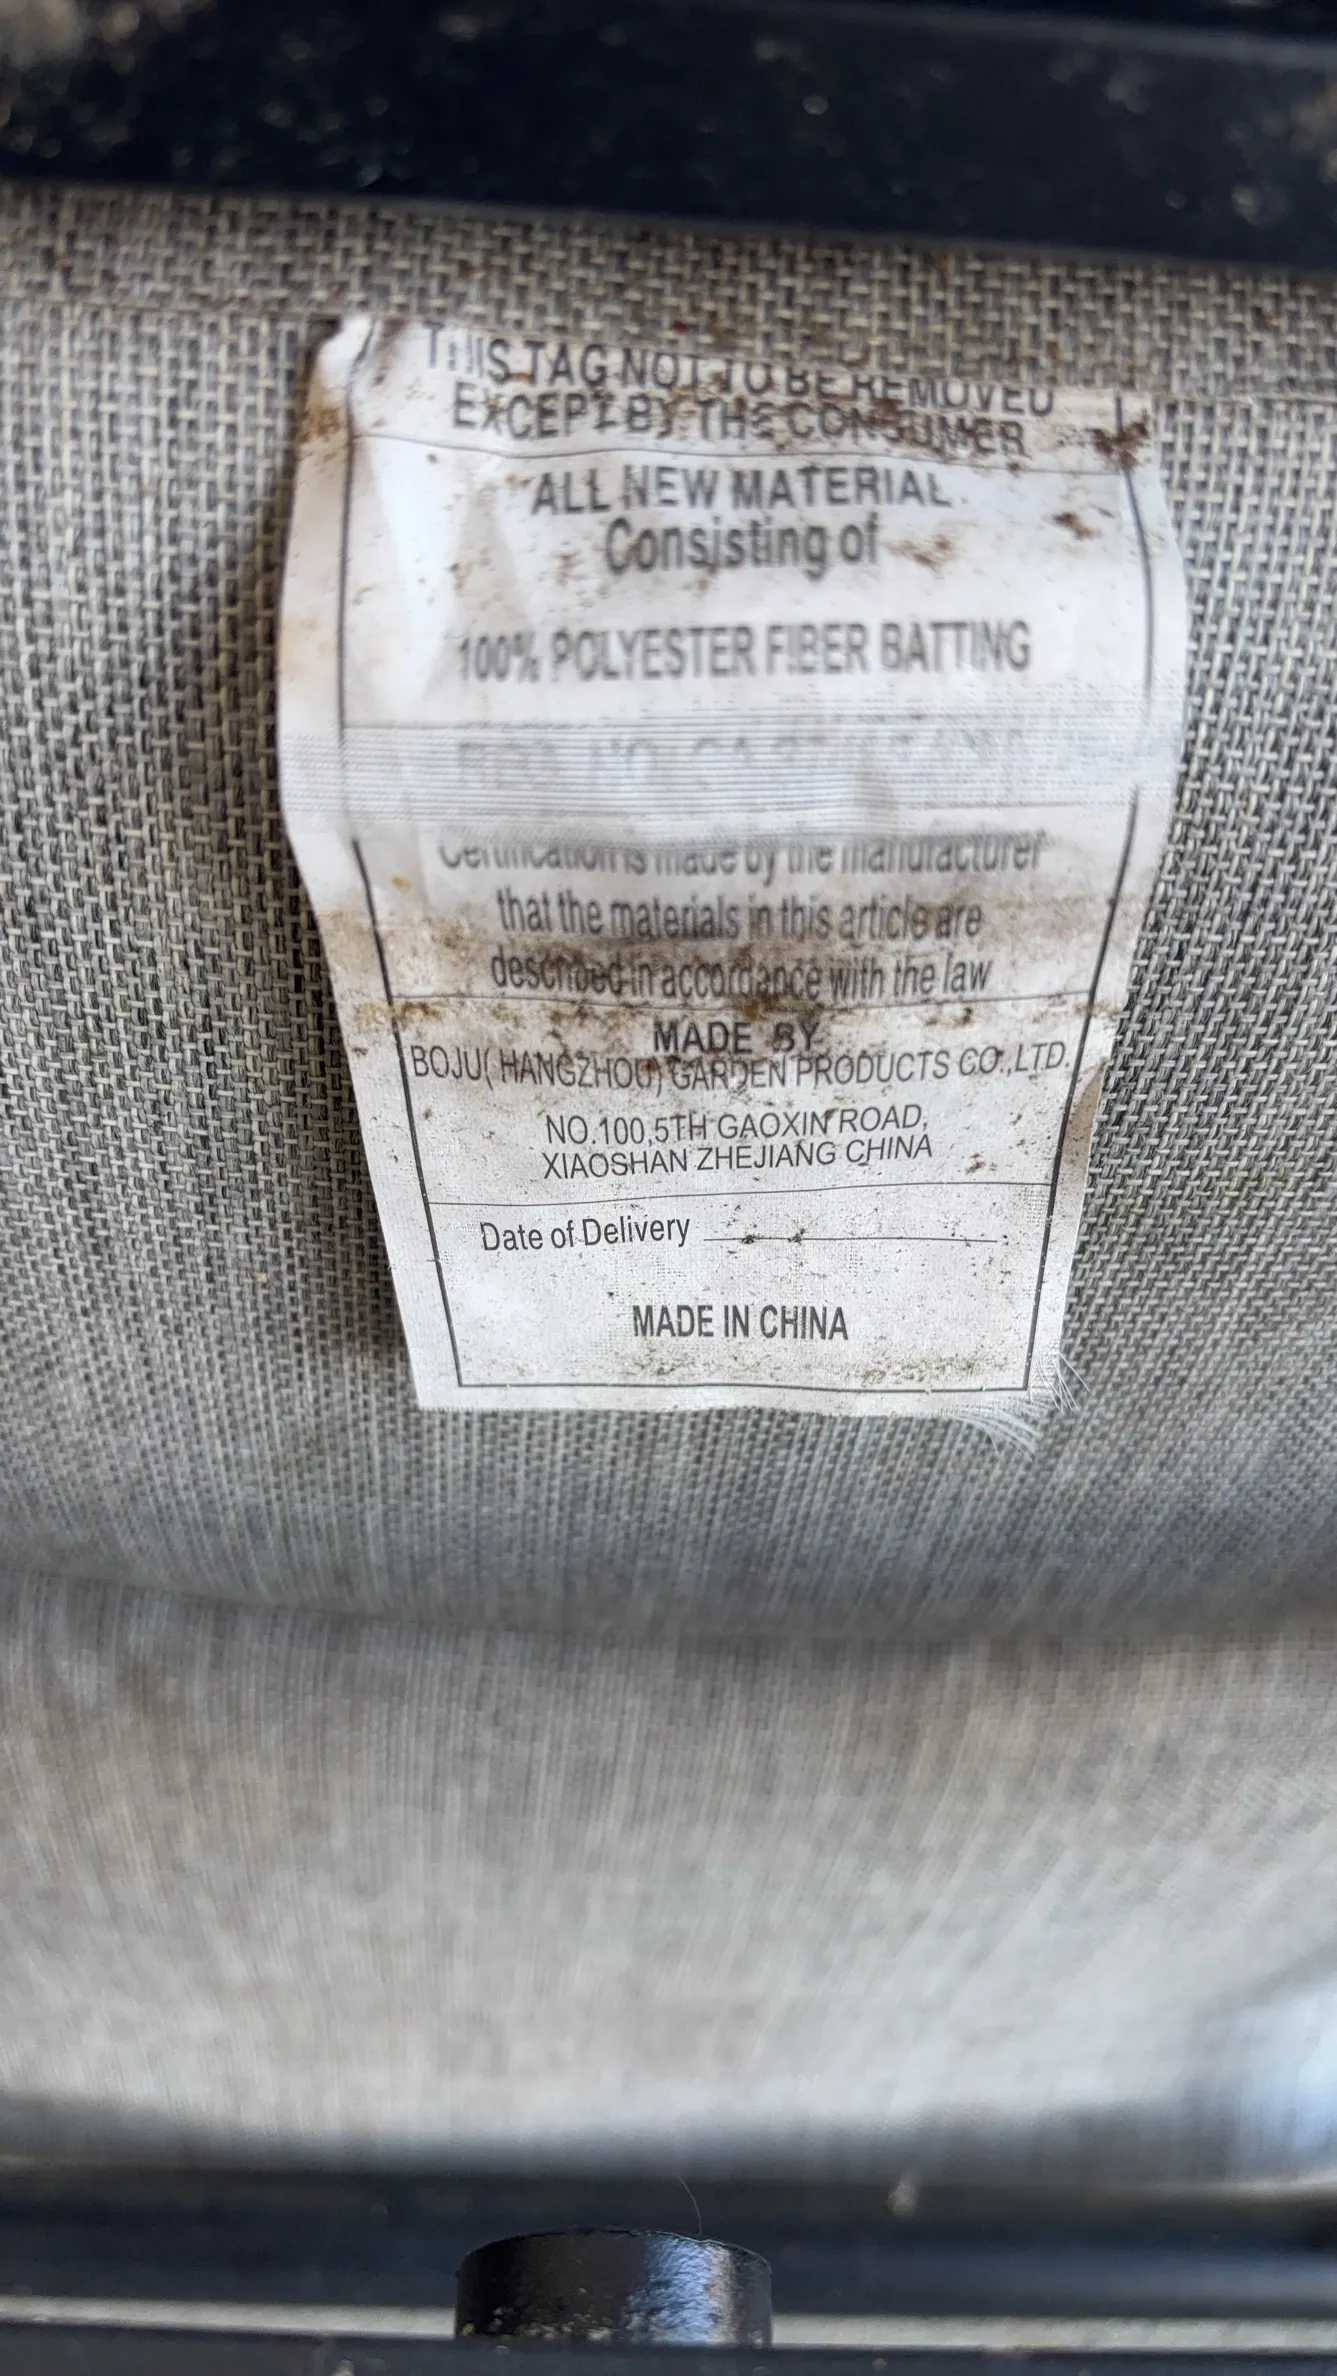 THIS TAG NOT TO BE REMOVED
EXCEPT BY THE CONSUMER
ALL NEW MATERIAL
Consisting of
100% POLYESTER FIBER BATTING
Certification is made by the manufacturer
that the materials in this article are
described in accordance with the law
MADE BY
BOJU( HANGZHOU) GARDEN PRODUCTS CO.,LTD.
NO.100,5TH GAOXIN ROAD,
XIAOSHAN ZHEJIANG CHINA
Date of Delivery
MADE IN CHINA